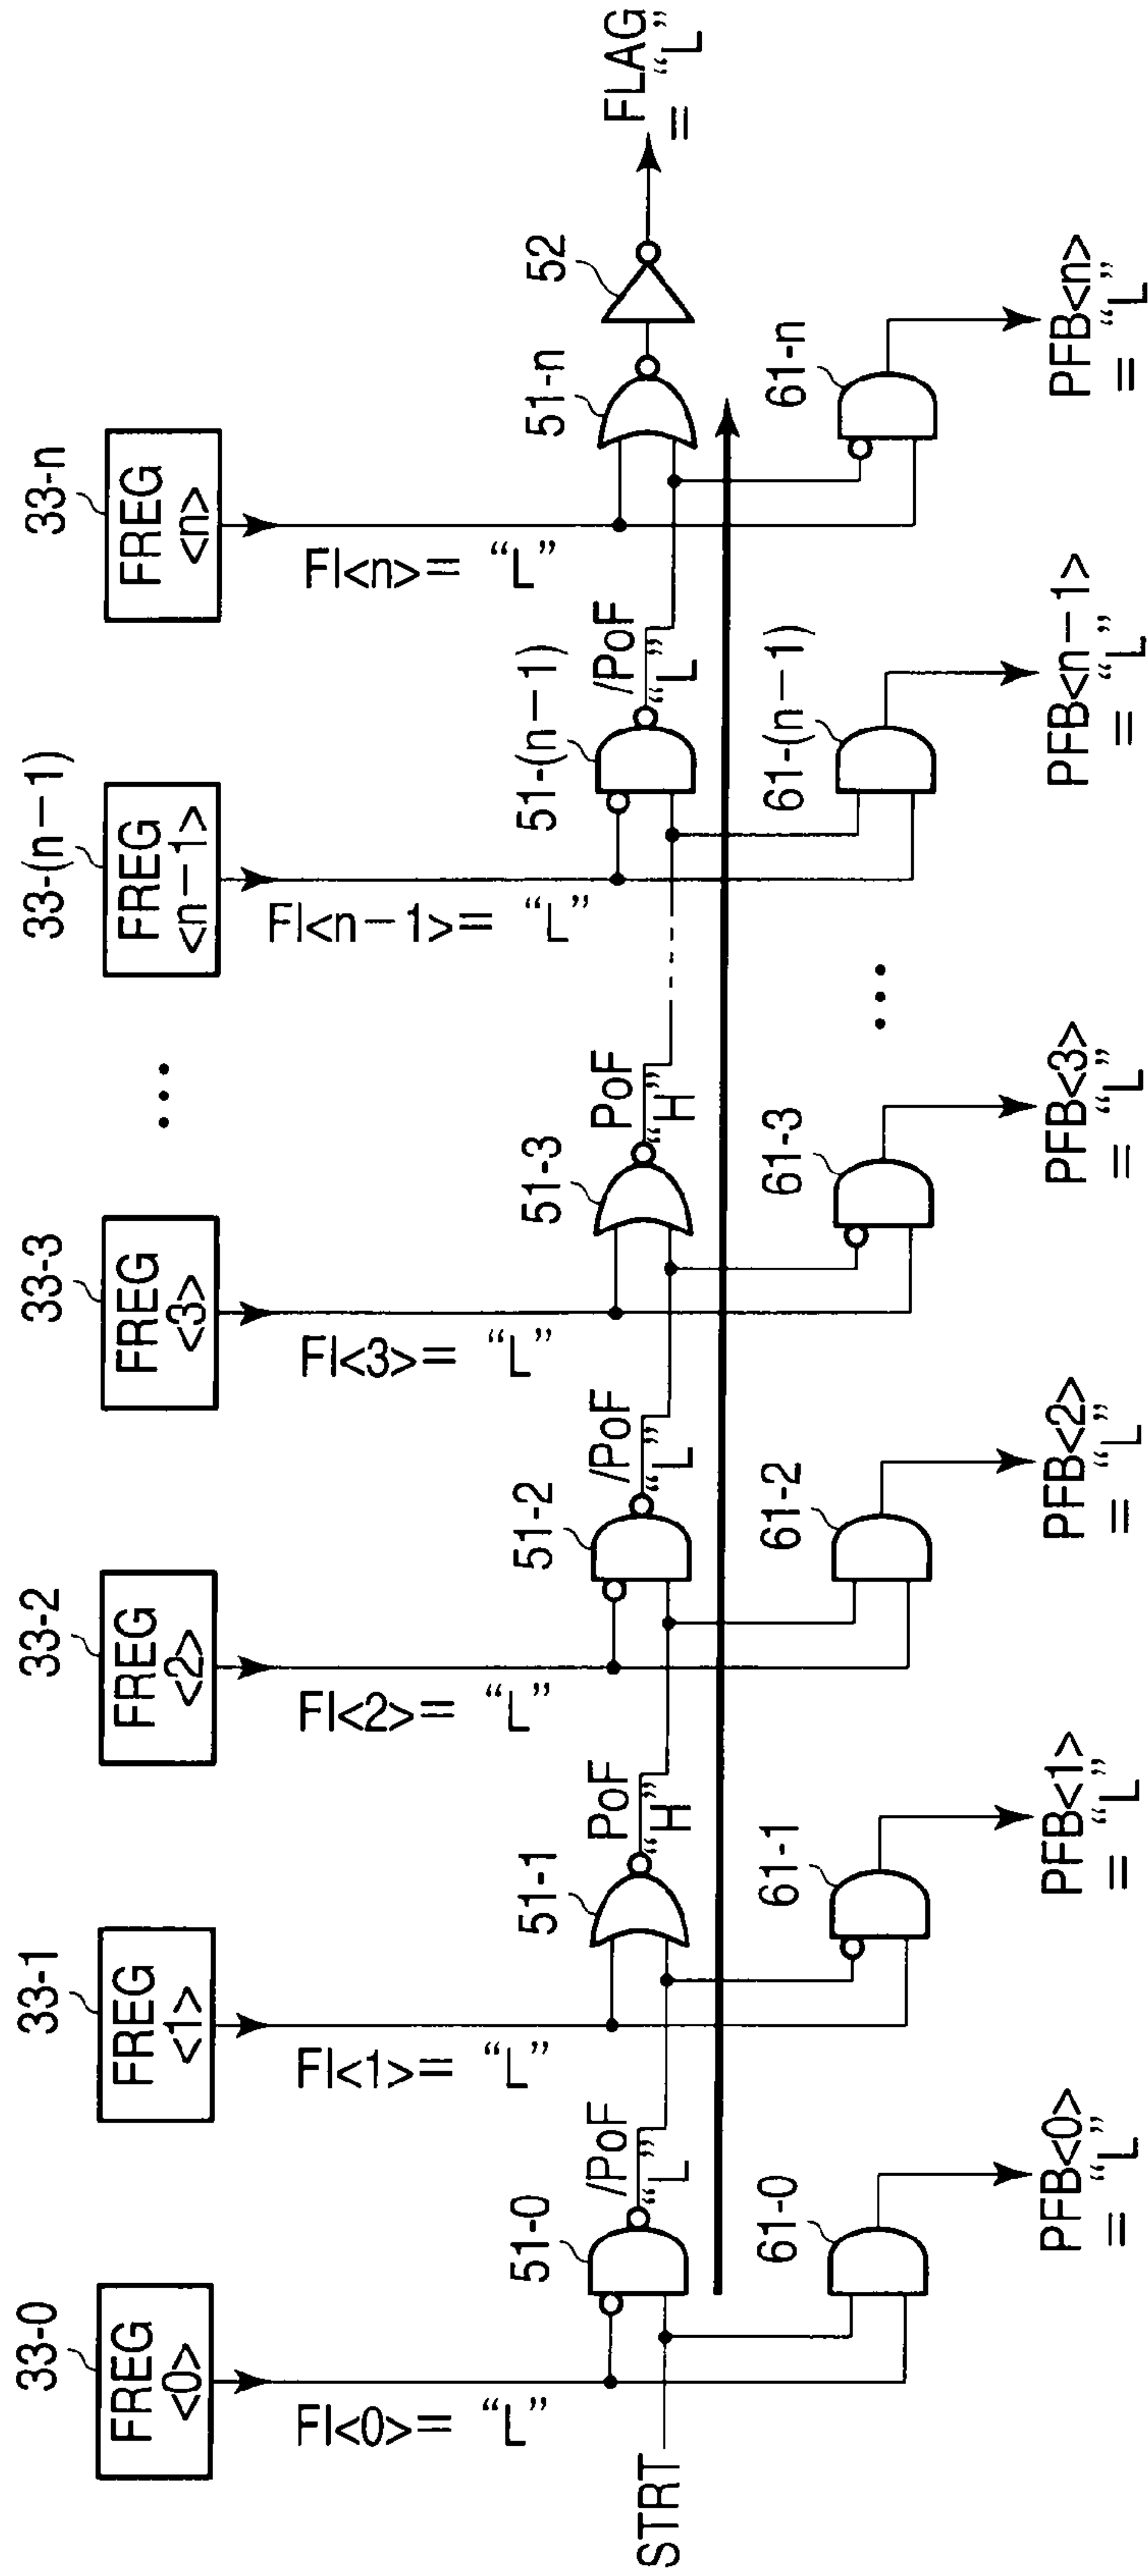 33-0
33-1
33-2
33-3
33-(n-1)
33-n
FREG
<0>
FREG
<1>
FREG
<2>
FREG
<3>
...
FREG
<n-1>
FREG
<n>
FI<0>= “L”
FI<1>= “L”
FI<2>= “L”
FI<3>= “L”
FI<n-1>= “L”
FI<n>= “L”
51-0
51-1
51-2
51-3
51-(n-1)
51-n
52
STRT
/PoF
“L”
PoF
“H”
/PoF
“L”
PoF
“H”
/PoF
“L”
FLAG
= “L”
61-0
61-1
61-2
61-3
...
61-(n-1)
61-n
PFB<0>
= “L”
PFB<1>
= “L”
PFB<2>
= “L”
PFB<3>
= “L”
PFB<n-1>
= “L”
PFB<n>
= “L”